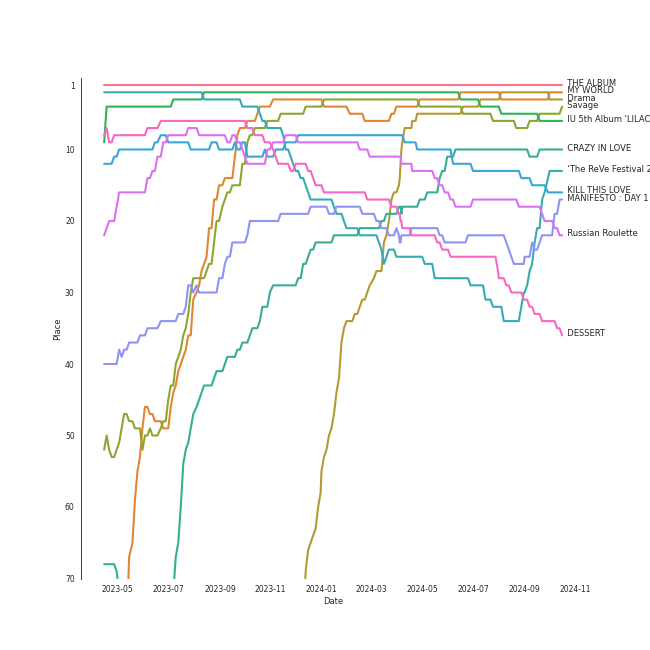 THE ALBUM
MY WORLD
Drama
Savage
IU 5th Album 'LILAC
CRAZY IN LOVE
'The ReVe Festival 2
KILL THIS LOVE
MANIFESTO : DAY 1
Russian Roulette
DESSERT
1
10
20
30
40
50
60
70
Place
2023-05
2023-07
2023-09
2023-11
2024-01
2024-03
2024-05
2024-07
2024-09
2024-11
Date